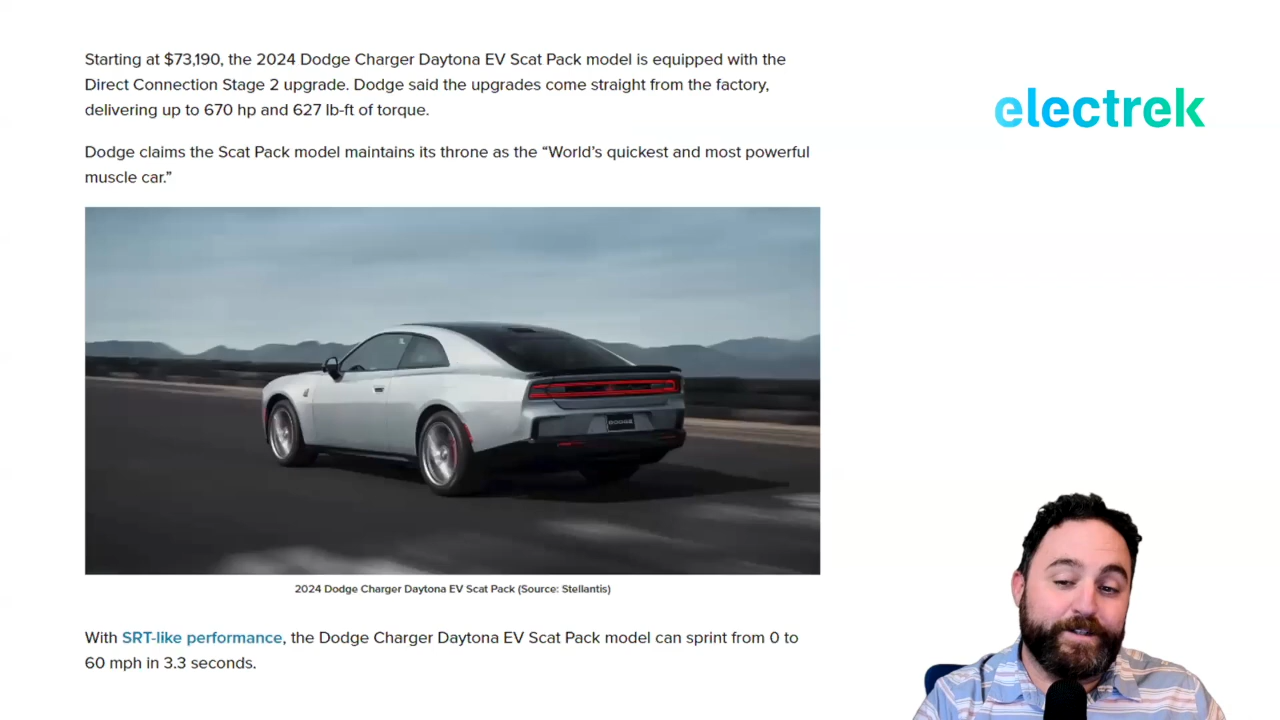 Starting at $73,190, the 2024 Dodge Charger Daytona EV Scat Pack model is equipped with the
Direct Connection Stage 2 upgrade. Dodge said the upgrades come straight from the factory,
delivering up to 670 hp and 627 lb-ft of torque.
electrek
Dodge claims the Scat Pack model maintains its throne as the “World’s quickest and most powerful
muscle car.”
DODGE
2024 Dodge Charger Daytona EV Scat Pack (Source: Stellantis)
With SRT-like performance, the Dodge Charger Daytona EV Scat Pack model can sprint from 0 to
60 mph in 3.3 seconds.